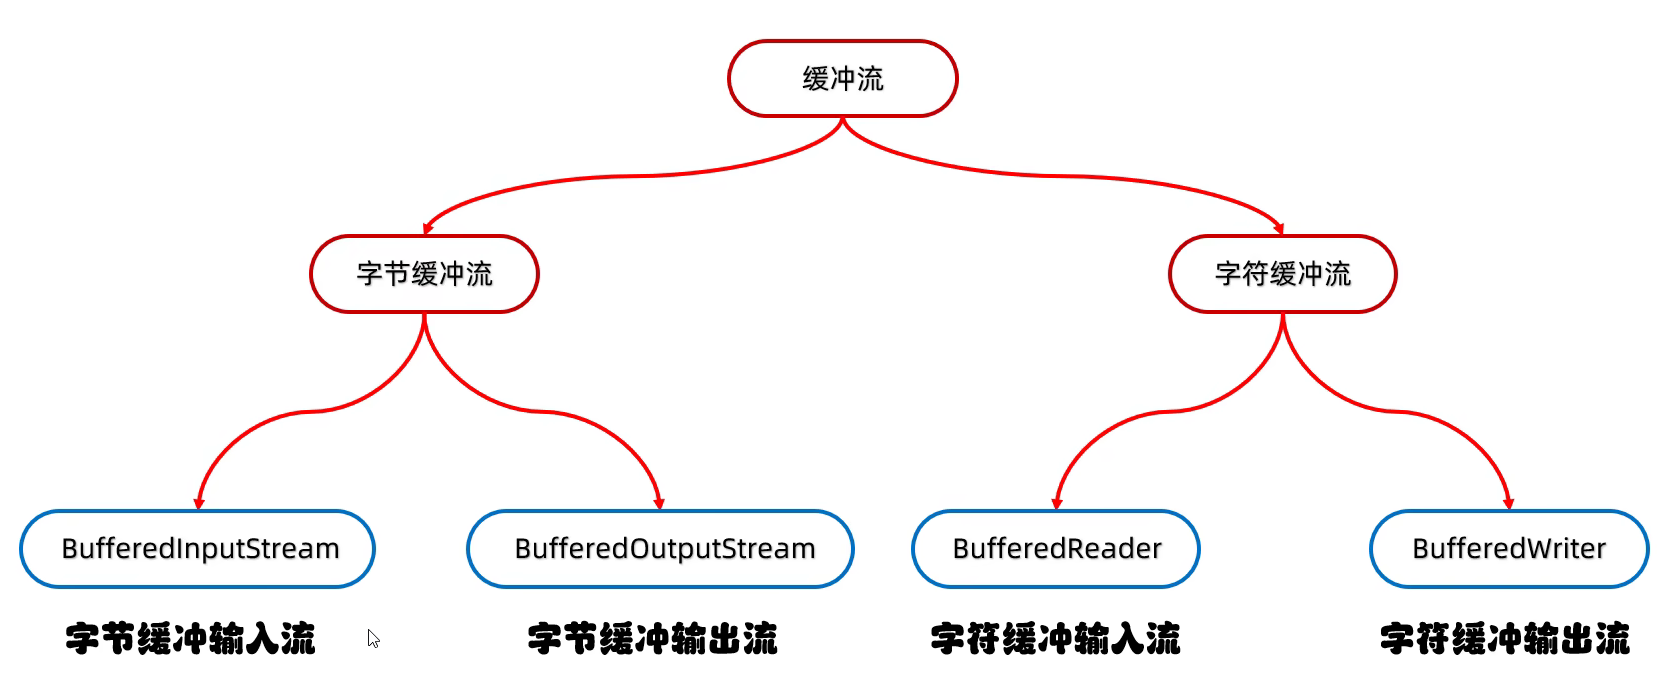 缓冲流
字节缓冲流
字符缓冲流
BufferedInputStream
BufferedOutputStream
BufferedReader
BufferedWriter
字节缓冲输入流
字节缓冲输出流
字符缓冲输入流
字符缓冲输出流